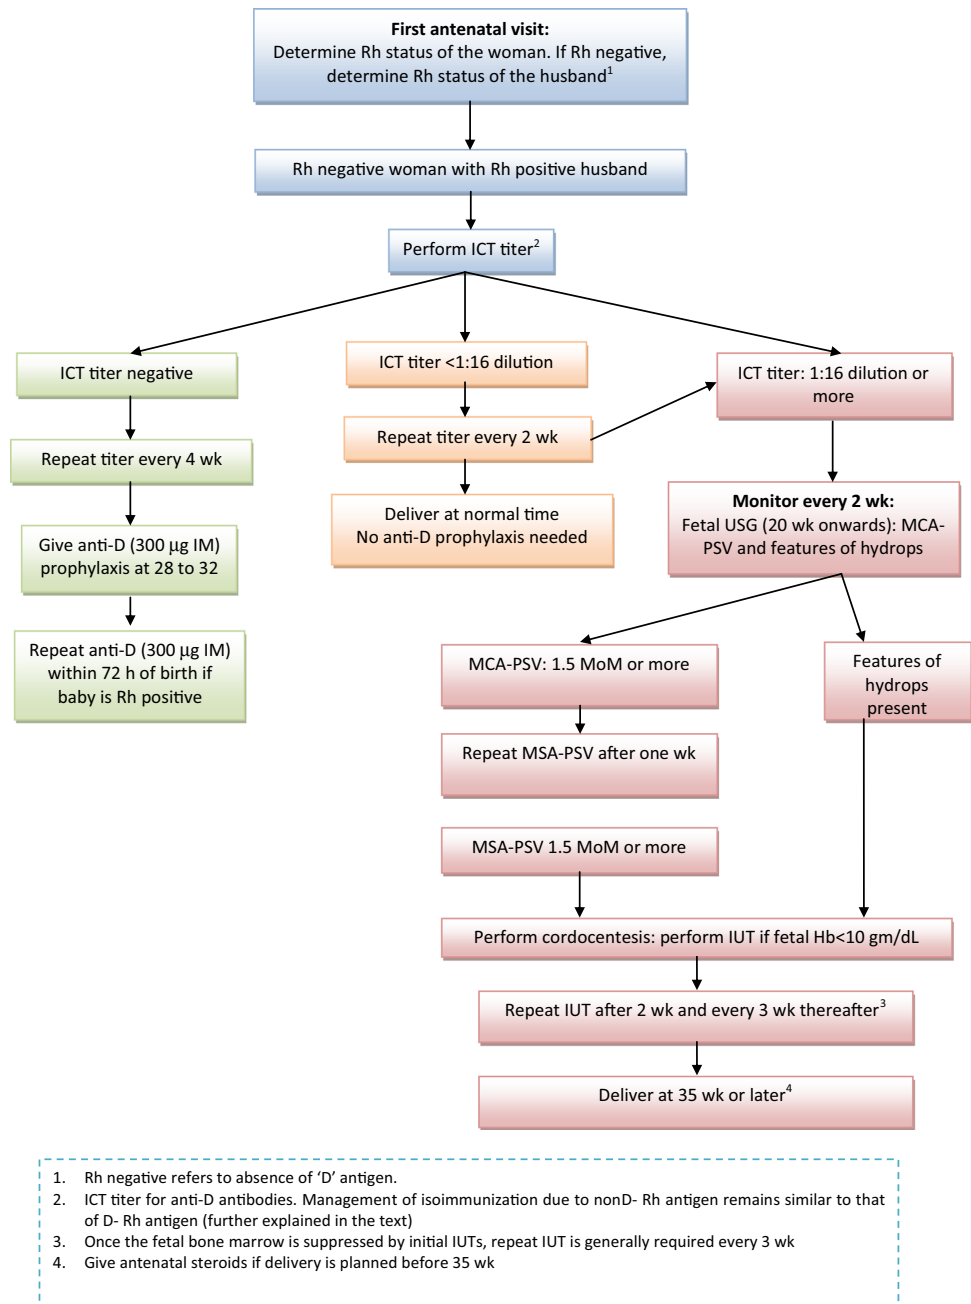 First antenatal visit:
Determine Rh status of the woman. If Rh negative,
determine Rh status of the husband1
Rh negative woman with Rh positive husband
Perform ICT titer2
ICT titer negative
Repeat titer every 4 wk
Give anti-D (300 µg IM)
prophylaxis at 28 to 32
Repeat anti-D (300 µg IM)
within 72 h of birth if
baby is Rh positive
ICT titer <1:16 dilution
Repeat titer every 2 wk
Deliver at normal time
No anti-D prophylaxis needed
ICT titer: 1:16 dilution or
more
Monitor every 2 wk:
Fetal USG (20 wk onwards): MCA-
PSV and features of hydrops
MCA-PSV: 1.5 MoM or more
Repeat MSA-PSV after one wk
MSA-PSV 1.5 MoM or more
Features of
hydrops
present
Perform cordocentesis: perform IUT if fetal Hb<10 gm/dL
Repeat IUT after 2 wk and every 3 wk thereafter3
Deliver at 35 wk or later4
1. Rh negative refers to absence of 'D' antigen.
2. ICT titer for anti-D antibodies. Management of isoimmunization due to nonD- Rh antigen remains similar to that
of D- Rh antigen (further explained in the text)
3. Once the fetal bone marrow is suppressed by initial IUTs, repeat IUT is generally required every 3 wk
4. Give antenatal steroids if delivery is planned before 35 wk